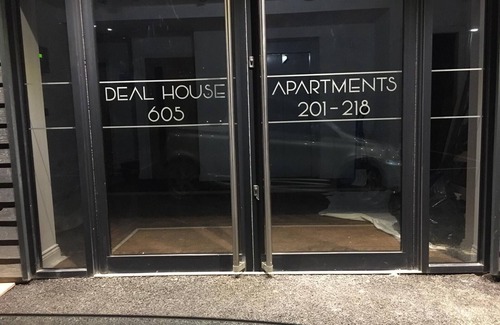 DEAL HOUSE
605
APARTMENTS
201-218